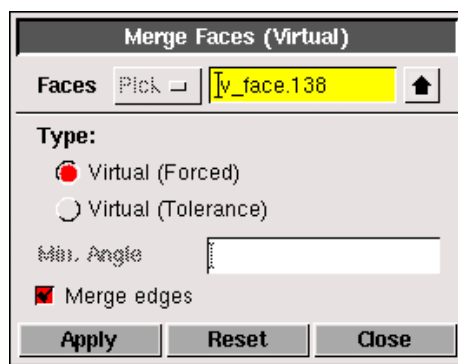 Merge Faces (Virtual)
Faces Pick v_face.138
Type:
Virtual (Forced)
Virtual (Tolerance)
Min. Angle
Merge edges
Apply Reset Close